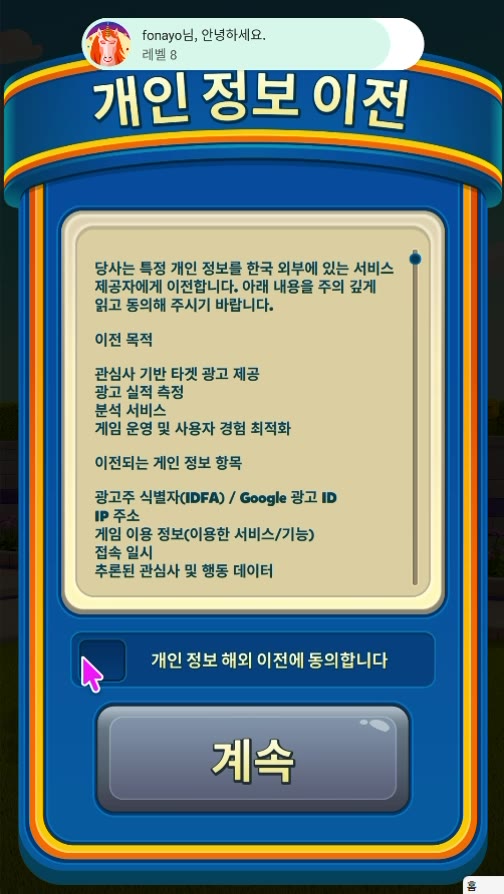 fonayo님, 안녕하세요.
레벨 8
개인 정보 이전
당사는 특정 개인 정보를 한국 외부에 있는 서비스
제공자에게 이전합니다. 아래 내용을 주의 깊게
읽고 동의해 주시기 바랍니다.
이전 목적
관심사 기반 타겟 광고 제공
광고 실적 측정
분석 서비스
게임 운영 및 사용자 경험 최적화
이전되는 게인 정보 항목
광고주 식별자(IDFA) / Google 광고 ID
IP 주소
게임 이용 정보(이용한 서비스/기능)
접속 일시
추론된 관심사 및 행동 데이터
개인 정보 해외 이전에 동의합니다
계속
홈